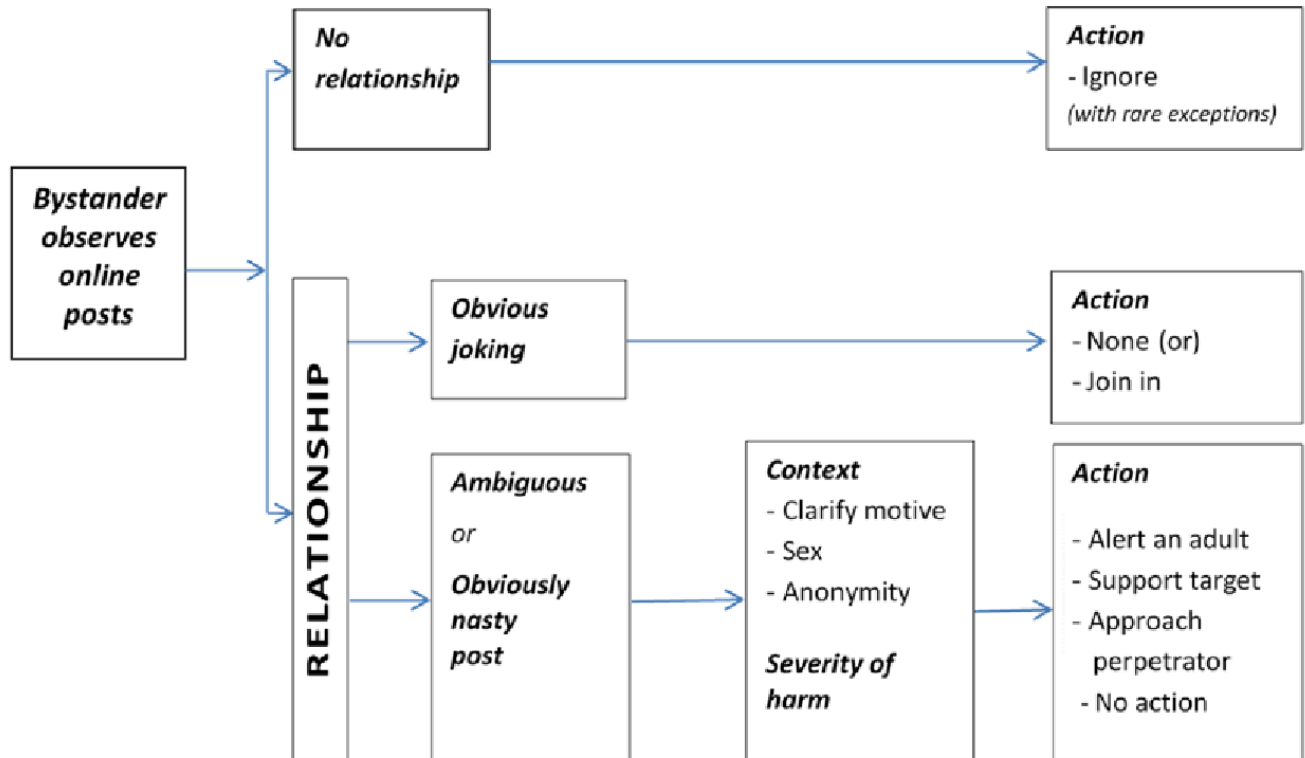 Bystander
observes
online
posts
No
relationship
Action
- Ignore
(with rare exceptions)
RELATIONSHIP
Obvious
joking
Action
- None (or)
- Join in
Ambiguous
or
Obviously
nasty
post
Context
- Clarify motive
- Sex
- Anonymity
Severity of
harm
Action
- Alert an adult
- Support target
- Approach
perpetrator
- No action